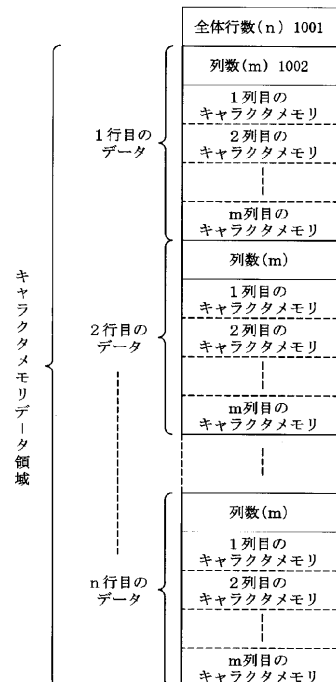 全体行数(n) 1001
列数(m) 1002
1列目の
キャラクタメモリ
2列目の
キャラクタメモリ
m列目の
キャラクタメモリ
1行目の
データ
列数(m)
1列目の
キャラクタメモリ
2列目の
キャラクタメモリ
m列目の
キャラクタメモリ
2行目の
データ
キャラクタメモリデータ領域
列数(m)
1列目の
キャラクタメモリ
2列目の
キャラクタメモリ
m列目の
キャラクタメモリ
n行目の
データ